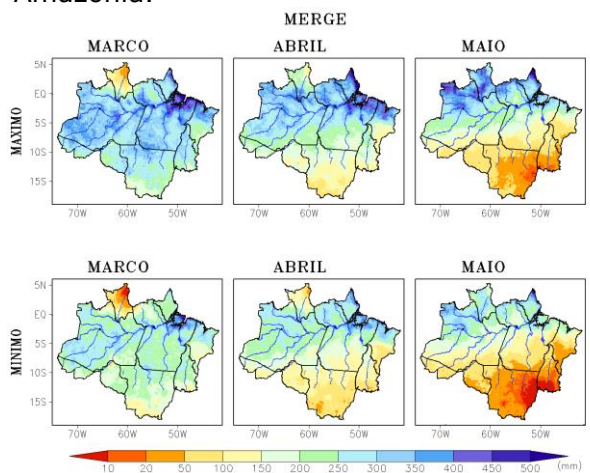 Amazônia.
MERGE
MARCO ABRIL MAIO
MAXIMO
5N
EQ
5S
10S
15S
70W 60W 50W 70W 60W 50W 70W 60W 50W
MARCO ABRIL MAIO
MINIMO
5N
EQ
5S
10S
15S
70W 60W 50W 70W 60W 50W 70W 60W 50W
10 20 50 100 150 200 250 300 350 400 450 500 (mm)